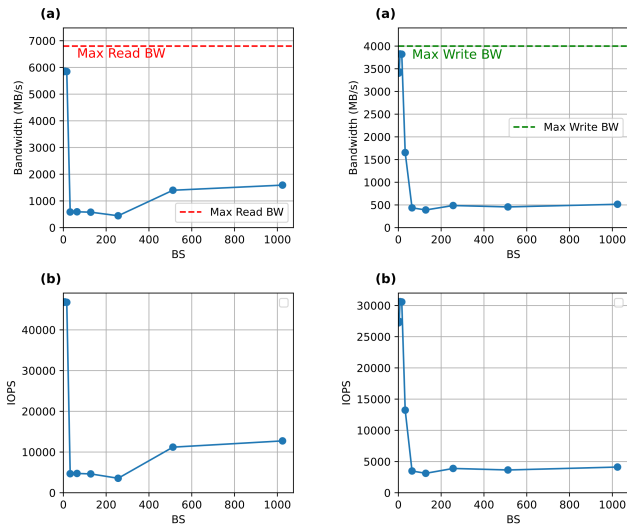 (a)
7000
6000
5000
4000
3000
2000
1000
0
Bandwidth (MB/s)
Max Read BW
Max Read BW
0 200 400 600 800 1000
BS
(a)
4000
3500
3000
2500
2000
1500
1000
500
0
Bandwidth (MB/s)
Max Write BW
Max Write BW
0 200 400 600 800 1000
BS
(b)
40000
30000
20000
10000
0
IOPS
0 200 400 600 800 1000
BS
(b)
30000
25000
20000
15000
10000
5000
0
IOPS
0 200 400 600 800 1000
BS